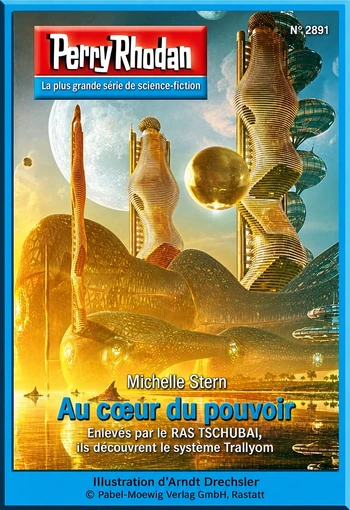 Nº 2891
Perry Rhodan
La plus grande série de science-fiction
Michelle Stern
Au cœur du pouvoir
Enlevés par le RAS TSCHUBAI,
ils découvrent le système Trallyom
Illustration d'Arndt Drechsler
© Pabel-Moewig Verlag GmbH, Rastatt